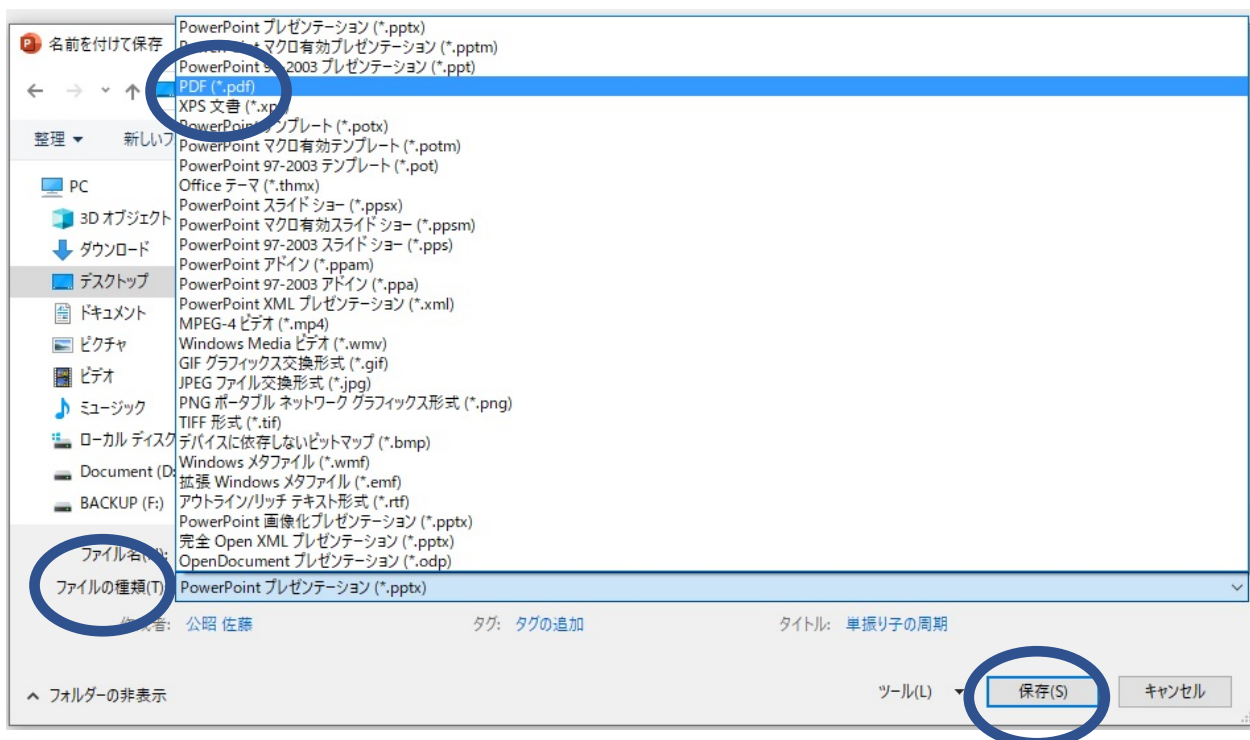 名前を付けて保存
整理
新しいフ
PC
3D オブジェクト
ダウンロード
デスクトップ
ドキュメント
ピクチャ
ビデオ
ミュージック
ローカル ディスク
Document (D:
BACKUP (F:)
PowerPoint プレゼンテーション (*.pptx)
PowerPoint マクロ有効プレゼンテーション (*.pptm)
PowerPoint 97-2003 プレゼンテーション (*.ppt)
PDF (*.pdf)
XPS 文書 (*.xps)
PowerPoint テンプレート (*.potx)
PowerPoint マクロ有効テンプレート (*.potm)
PowerPoint 97-2003 テンプレート (*.pot)
Office テーマ (*.thmx)
PowerPoint スライド ショー (*.ppsx)
PowerPoint マクロ有効スライド ショー (*.ppsm)
PowerPoint 97-2003 スライド ショー (*.pps)
PowerPoint アドイン (*.ppam)
PowerPoint 97-2003 アドイン (*.ppa)
PowerPoint XML プレゼンテーション (*.xml)
MPEG-4 ビデオ (*.mp4)
Windows Media ビデオ (*.wmv)
GIF グラフィックス交換形式 (*.gif)
JPEG ファイル交換形式 (*.jpg)
PNG ポータブル ネットワーク グラフィックス形式 (*.png)
TIFF 形式 (*.tif)
デバイスに依存しないビットマップ (*.bmp)
Windows メタファイル (*.wmf)
拡張 Windows メタファイル (*.emf)
アウトライン/リッチ テキスト形式 (*.rtf)
PowerPoint 画像化プレゼンテーション (*.pptx)
完全 Open XML プレゼンテーション (*.pptx)
OpenDocument プレゼンテーション (*.odp)
ファイル名(N):
ファイルの種類(T): PowerPoint プレゼンテーション (*.pptx)
作成者: 公昭 佐藤 タグ: タグの追加 タイトル: 単振り子の周期
フォルダーの非表示 ツール(L) 保存(S) キャンセル